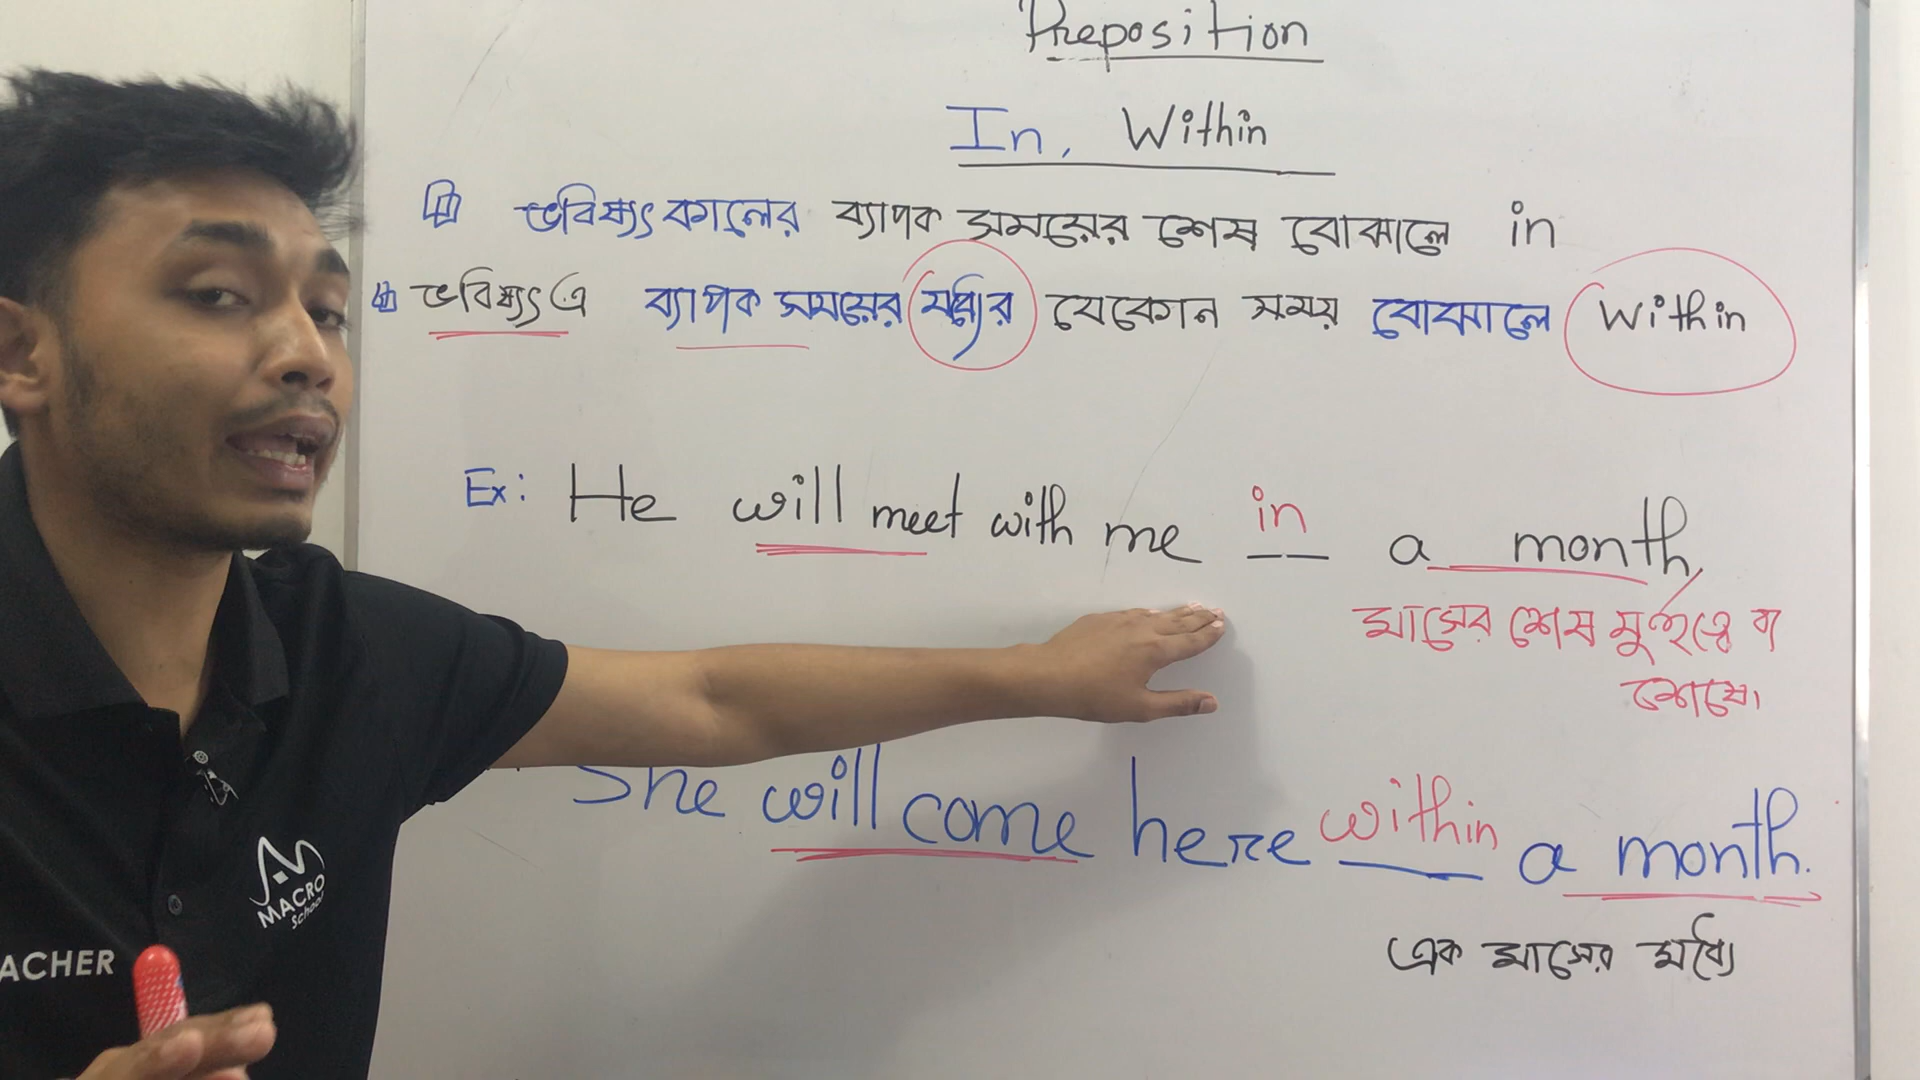 Preposition
In, Within
ভবিষ্যৎ কালের ব্যাপক সময়ের শেষ বোঝালে in
ভবিষ্যৎ এ ব্যাপক সময়ের মধ্যের যেকোন সময় বোঝালে Within
Ex: He will meet with me in a month,
মাসের শেষ মুহূর্তে বা
শেষে।
She will come here within a month.
এক মাসের মধ্যে
MACRO
School
ACHER